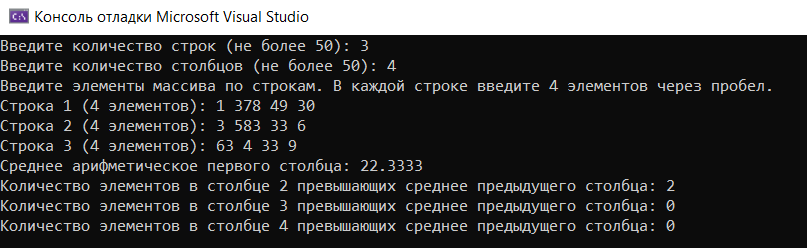 C:\ Консоль отладки Microsoft Visual Studio
Введите количество строк (не более 50): 3
Введите количество столбцов (не более 50): 4
Введите элементы массива по строкам. В каждой строке введите 4 элементов через пробел.
Строка 1 (4 элементов): 1 378 49 30
Строка 2 (4 элементов): 3 583 33 6
Строка 3 (4 элементов): 63 4 33 9
Среднее арифметическое первого столбца: 22.3333
Количество элементов в столбце 2 превышающих среднее предыдущего столбца: 2
Количество элементов в столбце 3 превышающих среднее предыдущего столбца: 0
Количество элементов в столбце 4 превышающих среднее предыдущего столбца: 0